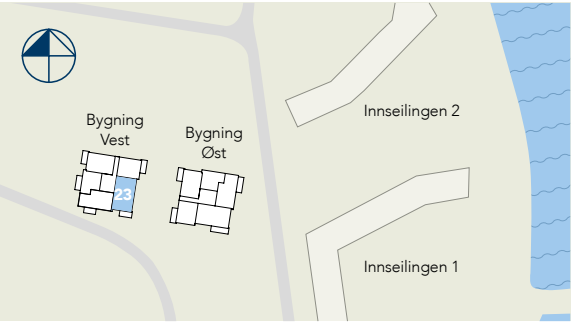 Innseilingen 2
Bygning
Vest
Bygning
Øst
23
Innseilingen 1